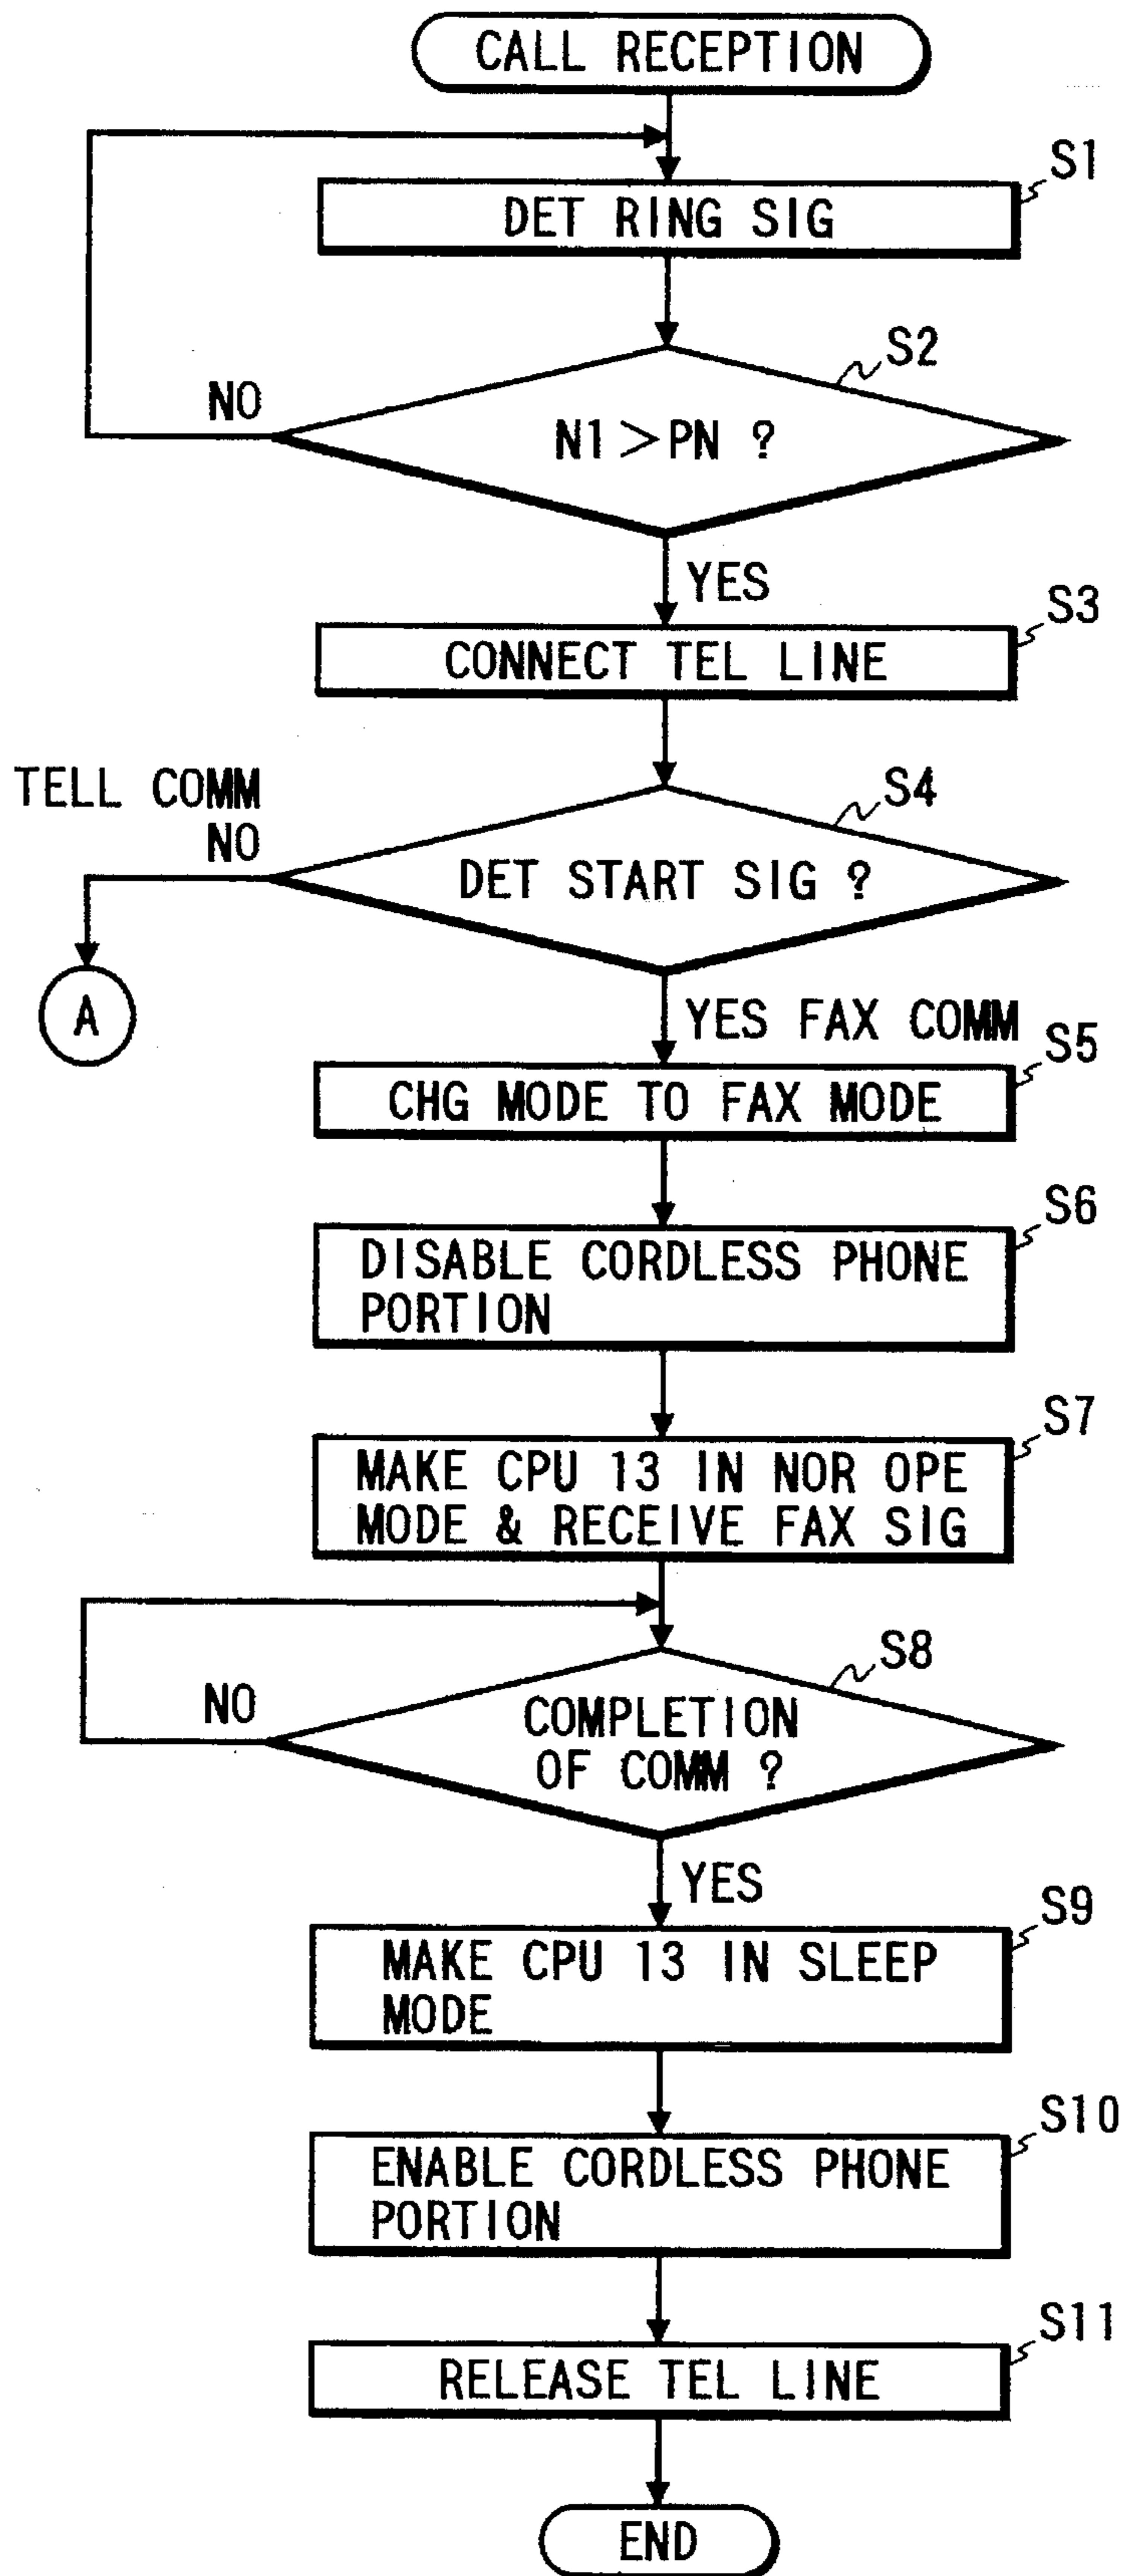 CALL RECEPTION
S1
DET RING SIG
S2
NO
N1 > PN ?
YES
S3
CONNECT TEL LINE
TELL COMM
NO
S4
DET START SIG ?
A
YES FAX COMM
S5
CHG MODE TO FAX MODE
S6
DISABLE CORDLESS PHONE
PORTION
S7
MAKE CPU 13 IN NOR OPE
MODE & RECEIVE FAX SIG
S8
NO
COMPLETION
OF COMM ?
YES
S9
MAKE CPU 13 IN SLEEP
MODE
S10
ENABLE CORDLESS PHONE
PORTION
S11
RELEASE TEL LINE
END